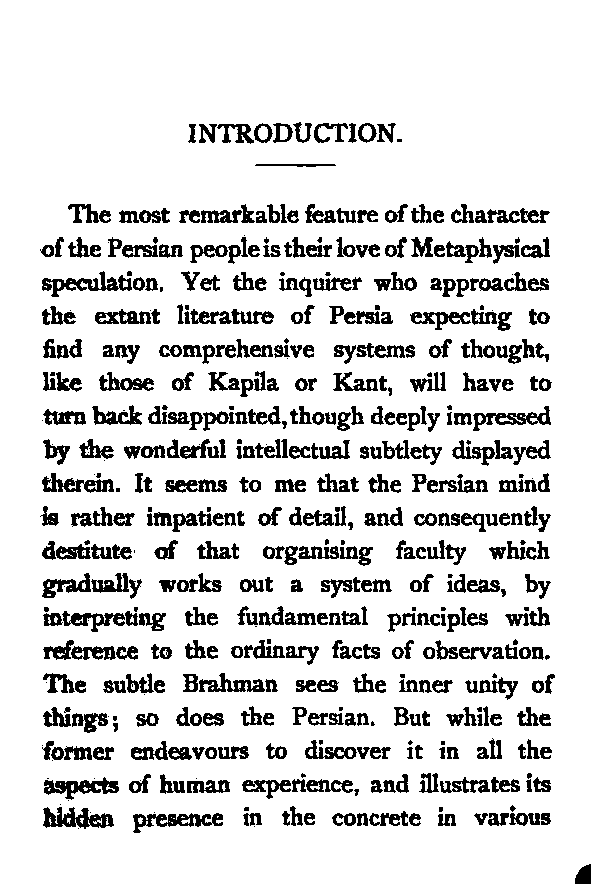 INTRODUCTION.
The most remarkable feature of the character
of the Persian people is their love of Metaphysical
speculation. Yet the inquirer who approaches
the extant literature of Persia expecting to
find any comprehensive systems of thought,
like those of Kapila or Kant, will have to
turn back disappointed, though deeply impressed
by the wonderful intellectual subtlety displayed
therein. It seems to me that the Persian mind
is rather impatient of detail, and consequently
destitute of that organising faculty which
gradually works out a system of ideas, by
interpreting the fundamental principles with
reference to the ordinary facts of observation.
The subtle Brahman sees the inner unity of
things; so does the Persian. But while the
former endeavours to discover it in all the
aspects of human experience, and illustrates its
hidden presence in the concrete in various